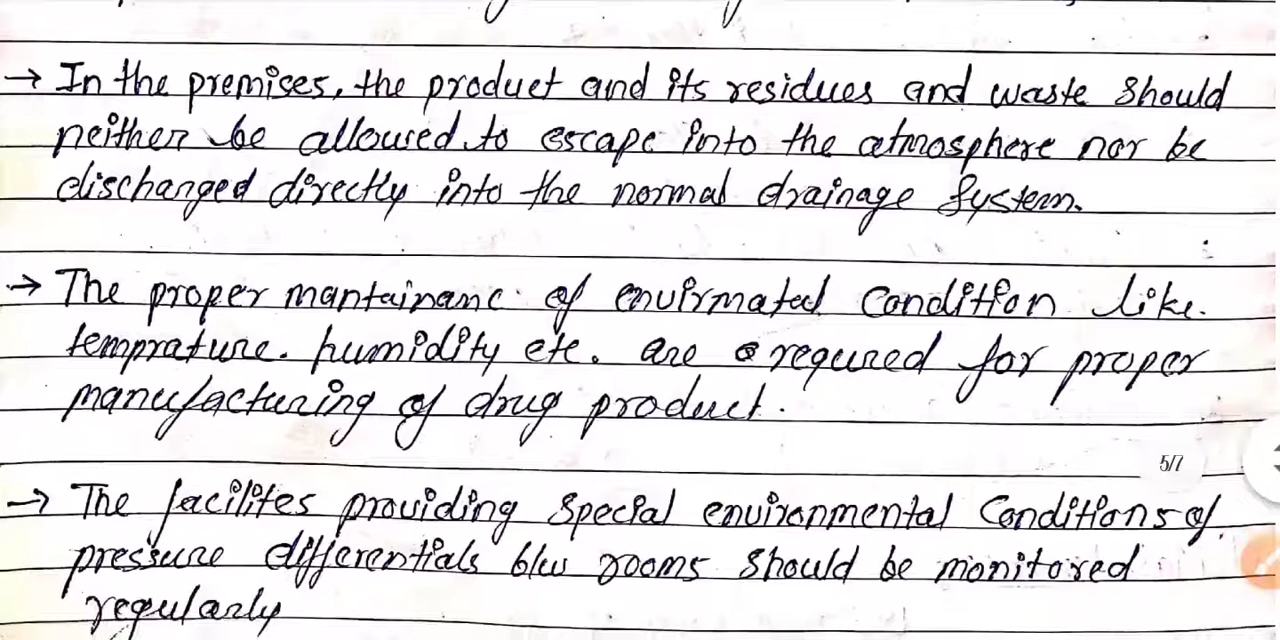 → In the premises, the product and its residues and waste should
neither be allowed to escape into the atmosphere nor be
discharged directly into the normal drainage system.
→ The proper mantainanc of envirmated condition like.
temprature. humidity etc. are required for proper
manufacturing of drug product.
5/7
→ The facilites providing special environmental Conditions of
pressure differentials b/w rooms should be monitored
regularly